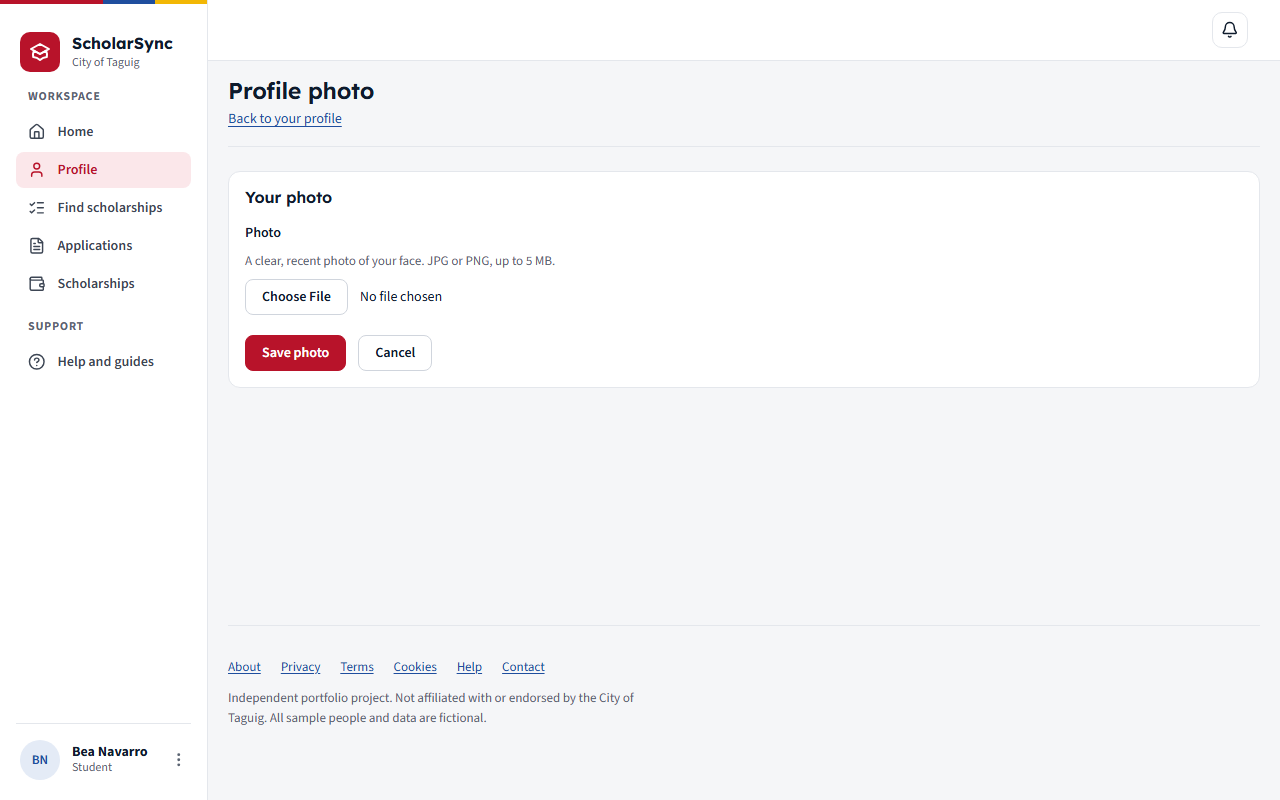 ScholarSync
City of Taguig
WORKSPACE
Home
Profile
Find scholarships
Applications
Scholarships
SUPPORT
Help and guides
BN
Bea Navarro
Student
Profile photo
Back to your profile
Your photo
Photo
A clear, recent photo of your face. JPG or PNG, up to 5 MB.
Choose File No file chosen
Save photo Cancel
About Privacy Terms Cookies Help Contact
Independent portfolio project. Not affiliated with or endorsed by the City of
Taguig. All sample people and data are fictional.